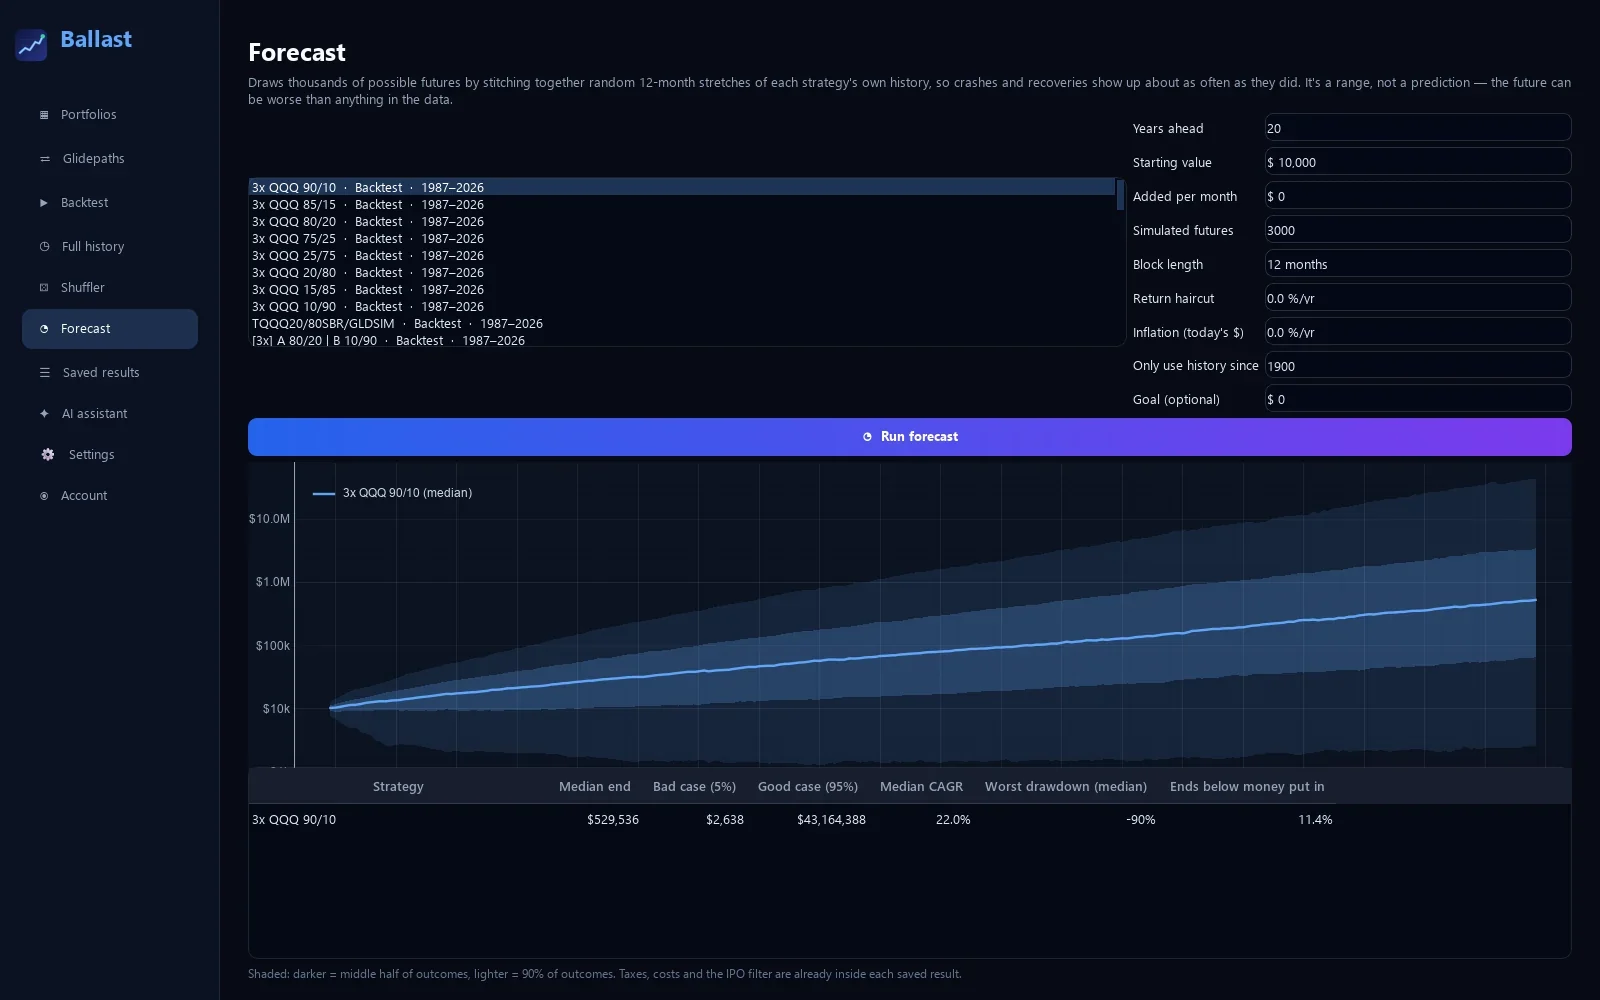 Ballast
Portfolios
Glidepaths
Backtest
Full history
Shuffler
Forecast
Saved results
AI assistant
Settings
Account
Forecast
Draws thousands of possible futures by stitching together random 12-month stretches of each strategy's own history, so crashes and recoveries show up about as often as they did. It's a range, not a prediction — the future can
be worse than anything in the data.
3x QQQ 90/10 · Backtest · 1987–2026
3x QQQ 85/15 · Backtest · 1987–2026
3x QQQ 80/20 · Backtest · 1987–2026
3x QQQ 75/25 · Backtest · 1987–2026
3x QQQ 25/75 · Backtest · 1987–2026
3x QQQ 20/80 · Backtest · 1987–2026
3x QQQ 15/85 · Backtest · 1987–2026
3x QQQ 10/90 · Backtest · 1987–2026
TQQQ20/80SBR/GLDSIM · Backtest · 1987–2026
[3x] A 80/20 | B 10/90 · Backtest · 1987–2026
Years ahead 20
Starting value $ 10,000
Added per month $ 0
Simulated futures 3000
Block length 12 months
Return haircut 0.0 %/yr
Inflation (today's $) 0.0 %/yr
Only use history since 1900
Goal (optional) $ 0
Run forecast
3x QQQ 90/10 (median)
$10.0M
$1.0M
$100k
$10k
Strategy Median end Bad case (5%) Good case (95%) Median CAGR Worst drawdown (median) Ends below money put in
3x QQQ 90/10 $529,536 $2,638 $43,164,388 22.0% -90% 11.4%
Shaded: darker = middle half of outcomes, lighter = 90% of outcomes. Taxes, costs and the IPO filter are already inside each saved result.